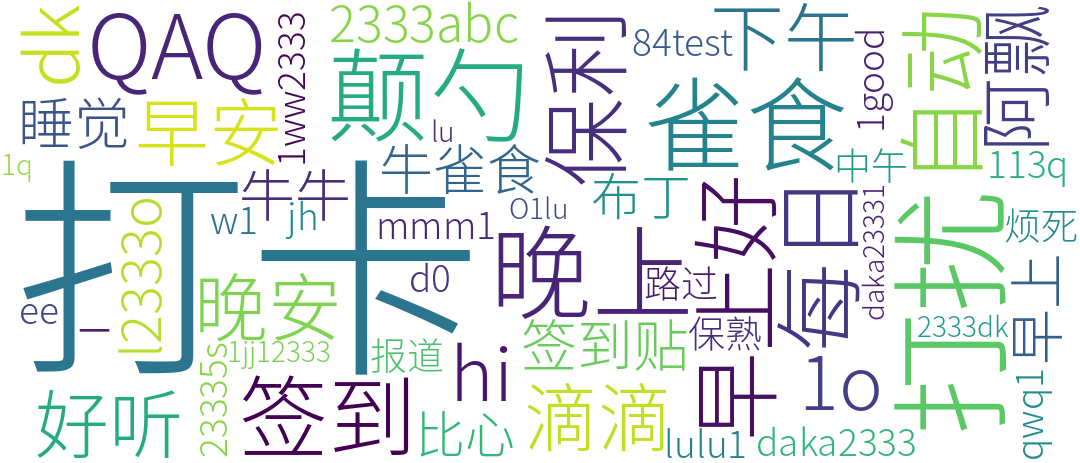 dk
QAQ
1ww2333
2333abc
颠勺
保利
84test
下午
1good
自动
阿飘
睡觉
早安
lu
雀食
1q
打卡
牛牛
牛雀食
中午
113q
l2333o
w1
jh
mmm1
O1lu
布丁
早上好
每日
daka23331
打扰
烦死
晚安
d0
晚上
路过
ee
一
1jj12333
报道
签到贴
保熟
2333dk
早上
好听
23335s
签到
hi
比心
滴滴
lulu1
1o
daka2333
qwq1